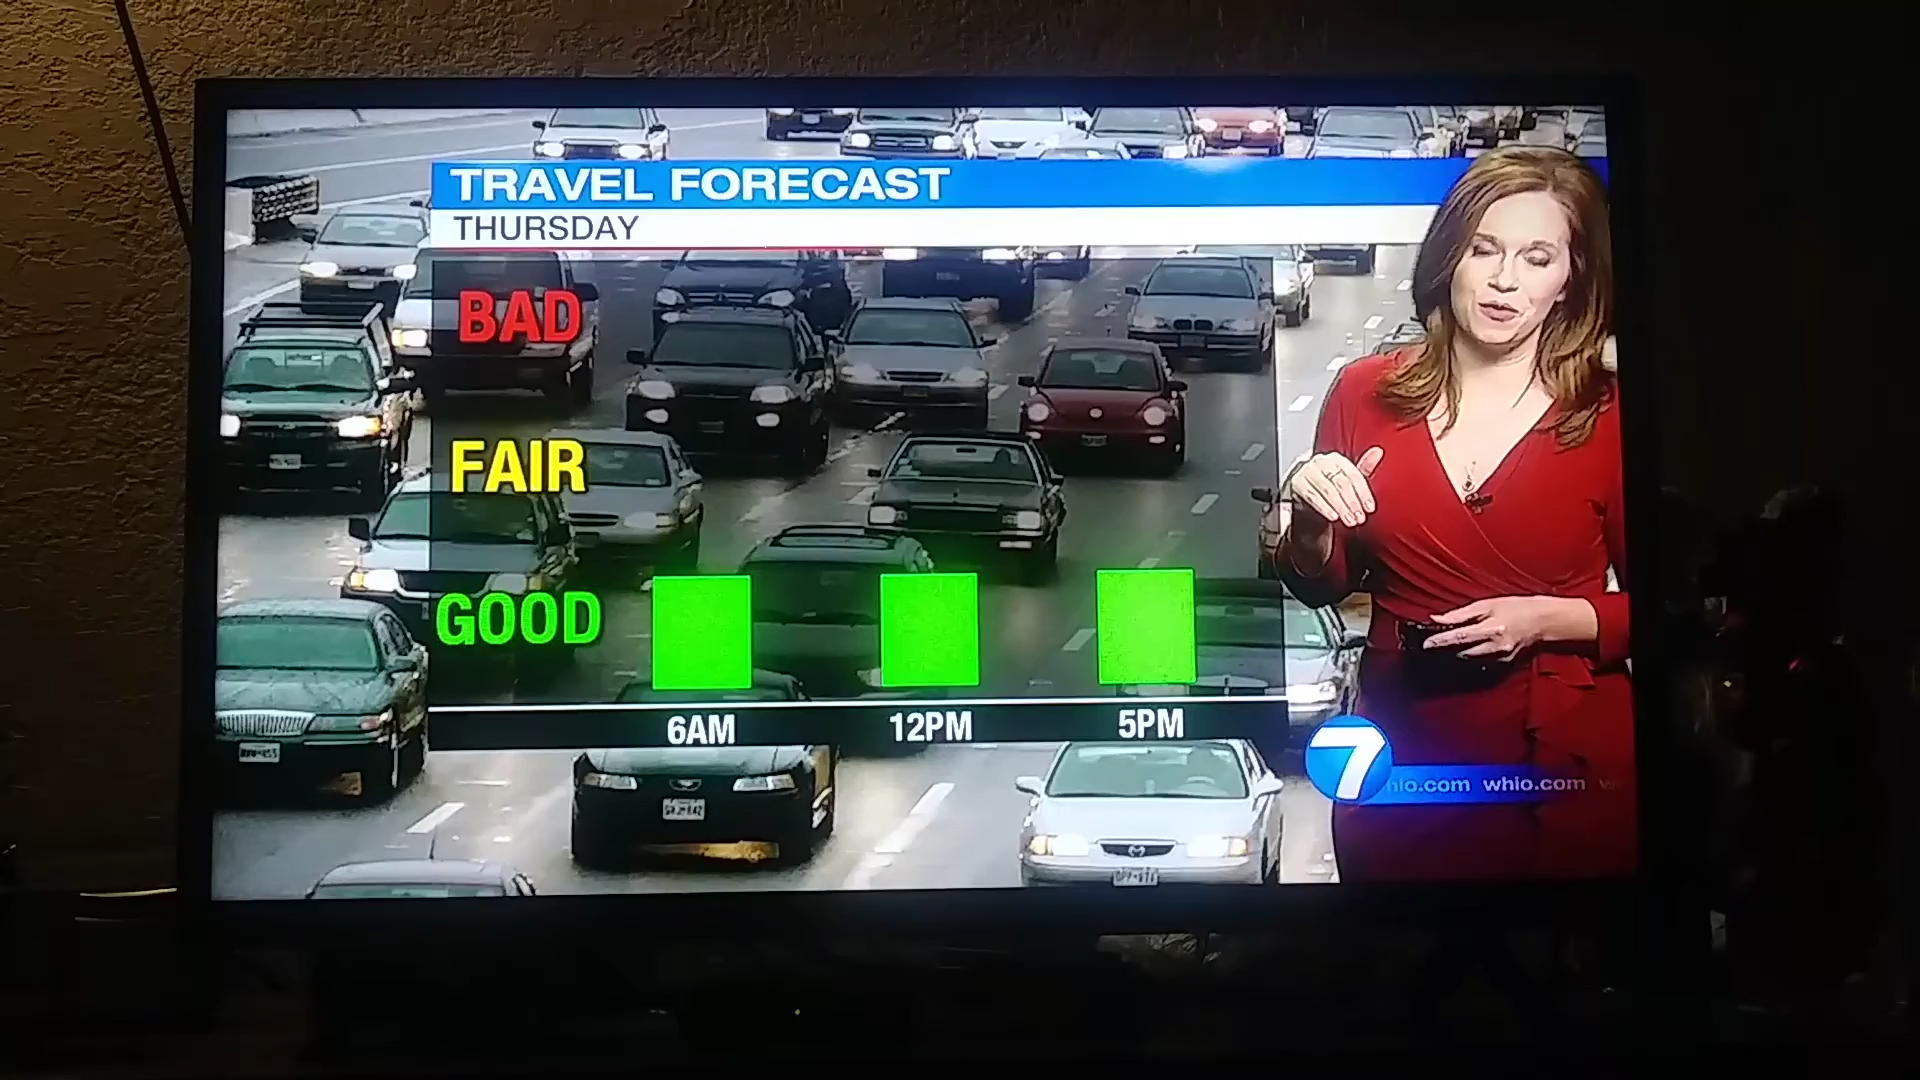 TRAVEL FORECAST
THURSDAY
BAD
FAIR
GOOD
6AM 12PM 5PM
7
whio.com